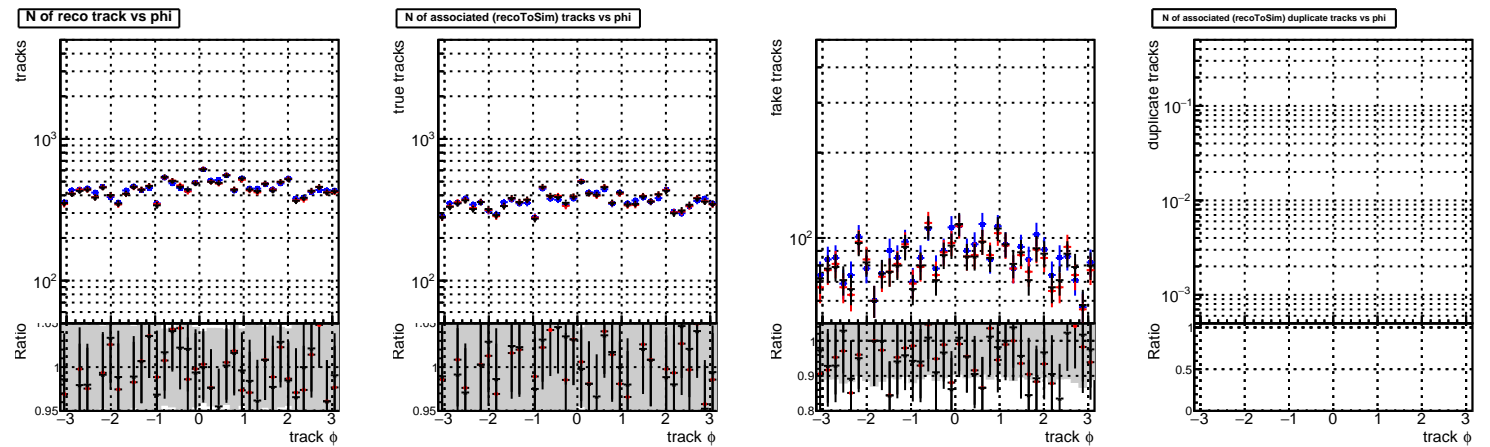 N of reco track vs phi
tracks
10³
10²
Ratio
1.05
1
0.95
−3 −2 −1 0 1 2 3
track ϕ
N of associated (recoToSim) tracks vs phi
true tracks
10³
10²
Ratio
1.05
1
0.95
−3 −2 −1 0 1 2 3
track ϕ
fake tracks
10²
Ratio
1
0.9
0.8
−3 −2 −1 0 1 2 3
track ϕ
N of associated (recoToSim) duplicate tracks vs phi
duplicate tracks
10⁻¹
10⁻²
10⁻³
Ratio
1
0.5
0
−3 −2 −1 0 1 2 3
track ϕ